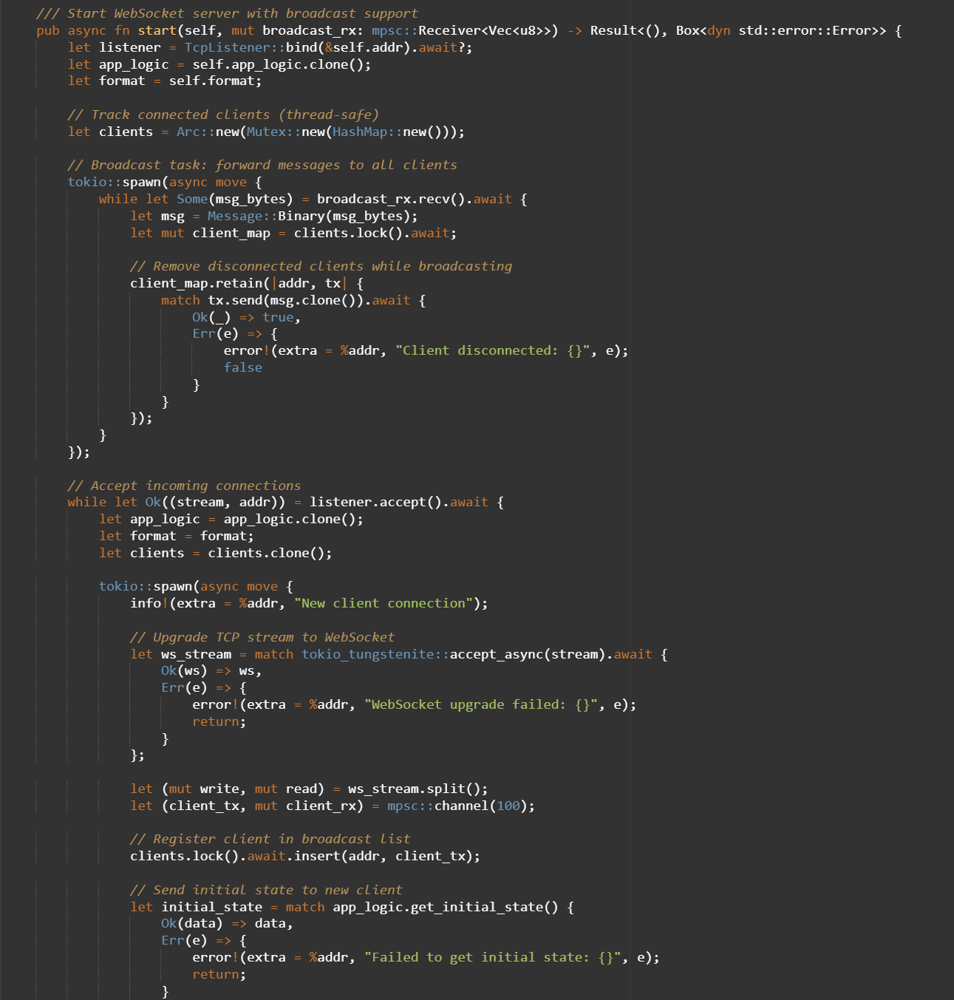 /// Start WebSocket server with broadcast support
pub async fn start(self, mut broadcast_rx: mpsc::Receiver<Vec<u8>>) -> Result<(), Box<dyn std::error::Error>> {
    let listener = TcpListener::bind(&self.addr).await?;
    let app_logic = self.app_logic.clone();
    let format = self.format;

    // Track connected clients (thread-safe)
    let clients = Arc::new(Mutex::new(HashMap::new()));

    // Broadcast task: forward messages to all clients
    tokio::spawn(async move {
        while let Some(msg_bytes) = broadcast_rx.recv().await {
            let msg = Message::Binary(msg_bytes);
            let mut client_map = clients.lock().await;

            // Remove disconnected clients while broadcasting
            client_map.retain(|addr, tx| {
                match tx.send(msg.clone()).await {
                    Ok(_) => true,
                    Err(e) => {
                        error!(extra = %addr, "Client disconnected: {}", e);
                        false
                    }
                }
            });
        }
    });

    // Accept incoming connections
    while let Ok((stream, addr)) = listener.accept().await {
        let app_logic = app_logic.clone();
        let format = format;
        let clients = clients.clone();

        tokio::spawn(async move {
            info!(extra = %addr, "New client connection");

            // Upgrade TCP stream to WebSocket
            let ws_stream = match tokio_tungstenite::accept_async(stream).await {
                Ok(ws) => ws,
                Err(e) => {
                    error!(extra = %addr, "WebSocket upgrade failed: {}", e);
                    return;
                }
            };

            let (mut write, mut read) = ws_stream.split();
            let (client_tx, mut client_rx) = mpsc::channel(100);

            // Register client in broadcast list
            clients.lock().await.insert(addr, client_tx);

            // Send initial state to new client
            let initial_state = match app_logic.get_initial_state() {
                Ok(data) => data,
                Err(e) => {
                    error!(extra = %addr, "Failed to get initial state: {}", e);
                    return;
                }